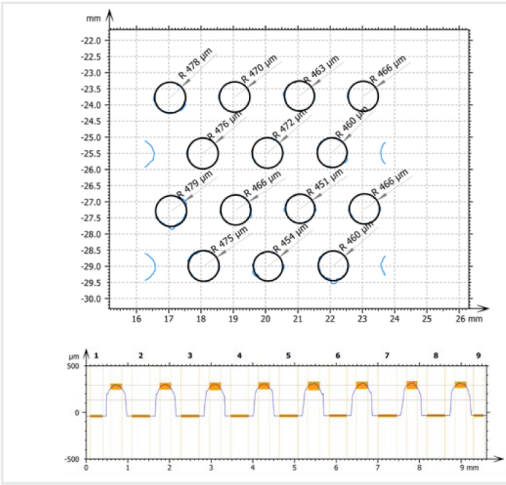 mm
-22.0
-22.5
-23.0
-23.5
-24.0
-24.5
-25.0
-25.5
-26.0
-26.5
-27.0
-27.5
-28.0
-28.5
-29.0
-29.5
-30.0
R 478 µm
R 470 µm
R 463 µm
R 466 µm
R 476 µm
R 472 µm
R 460 µm
R 479 µm
R 466 µm
R 451 µm
R 466 µm
R 475 µm
R 454 µm
R 460 µm
16 17 18 19 20 21 22 23 24 25 26 mm
µm 1 2 3 4 5 6 7 8 9
500
0
-500
0 1 2 3 4 5 6 7 8 9 mm